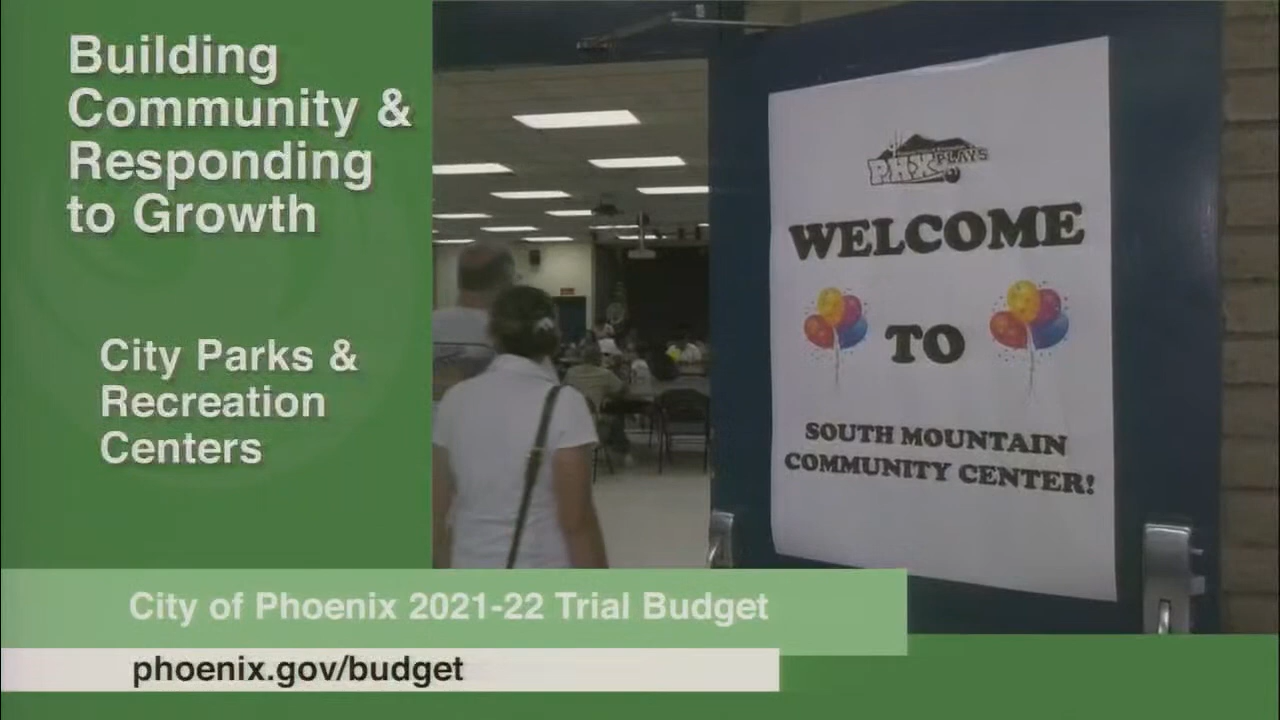 Building
Community &
Responding
to Growth
City Parks &
Recreation
Centers
PHX PLAYS
WELCOME
TO
SOUTH MOUNTAIN
COMMUNITY CENTER!
City of Phoenix 2021-22 Trial Budget
phoenix.gov/budget